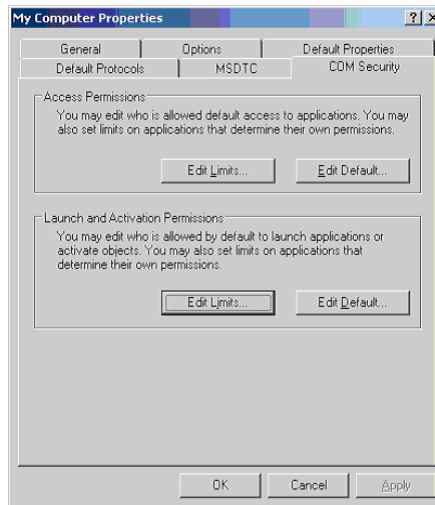 My Computer Properties
General Options Default Properties
Default Protocols MSDTC COM Security
Access Permissions
You may edit who is allowed default access to applications. You may
also set limits on applications that determine their own permissions.
Edit Limits... Edit Default...
Launch and Activation Permissions
You may edit who is allowed by default to launch applications or
activate objects. You may also set limits on applications that
determine their own permissions.
Edit Limits... Edit Default...
OK Cancel Apply